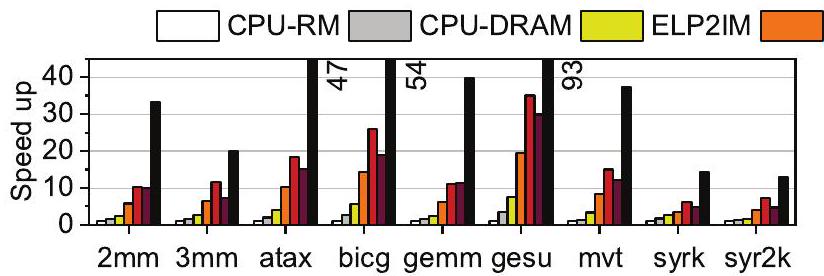 CPU-RM CPU-DRAM ELP2IM
47 54 93
40
30
20
10
0
Speed up
2mm 3mm atax bicg gemm gesu mvt syrk syr2k